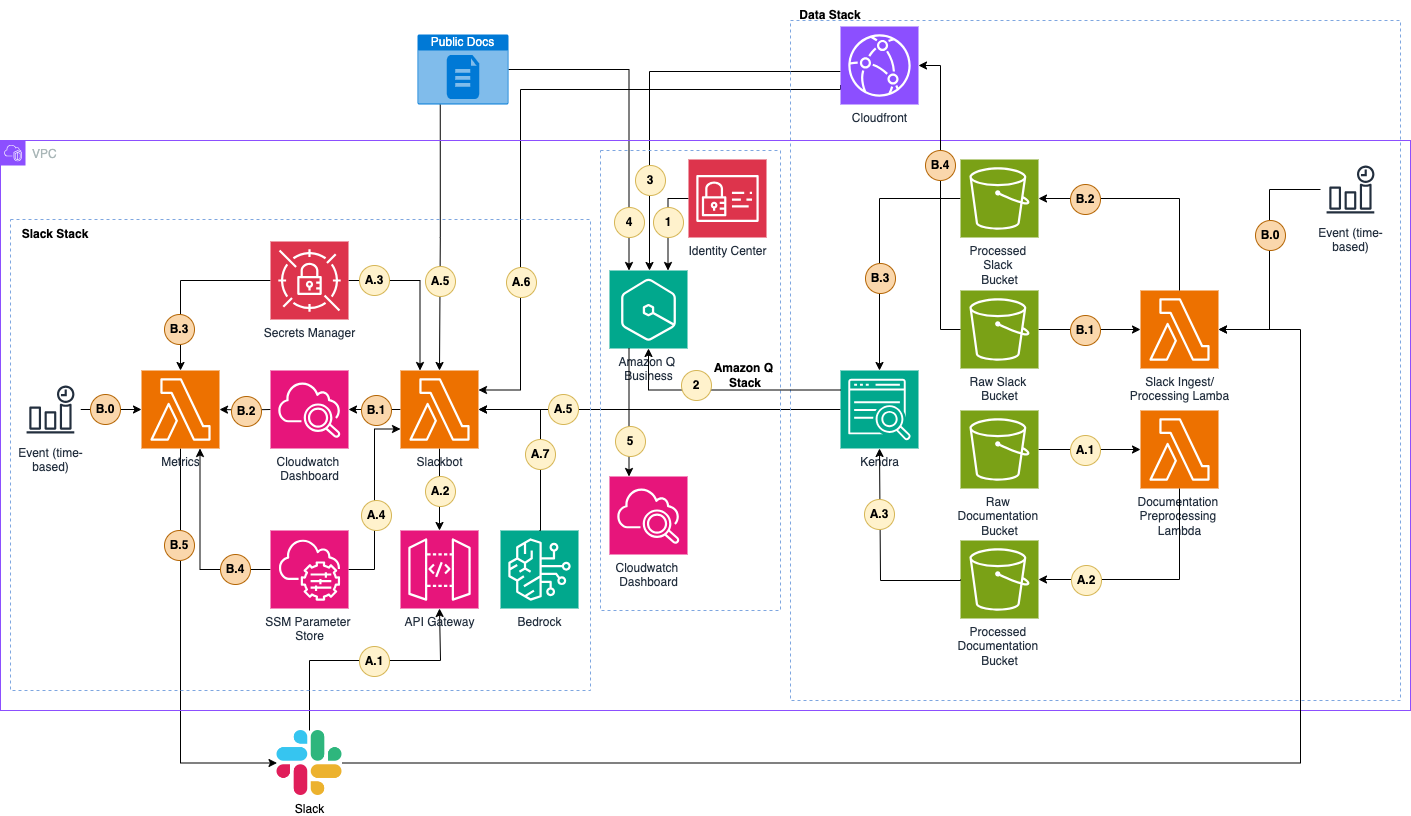 Data Stack
Public Docs
Cloudfront
VPC
B.4
3
B.2
4
1
B.0
Slack Stack
Identity Center
Event (time-
based)
Processed
Slack
Bucket
A.3
A.5
A.6
B.3
B.3
Secrets Manager
B.1
Amazon Q
Business
Amazon Q
Stack
2
Raw Slack
Bucket
Slack Ingest/
Processing Lamba
B.0
B.2
B.1
A.5
Event (time-
based)
Metrics
Cloudwatch
Dashboard
Slackbot
A.7
5
Kendra
A.1
A.2
A.4
A.3
Raw
Documentation
Bucket
Documentation
Preprocessing
Lambda
B.5
B.4
Cloudwatch
Dashboard
A.2
SSM Parameter
Store
API Gateway
Bedrock
Processed
Documentation
Bucket
A.1
Slack